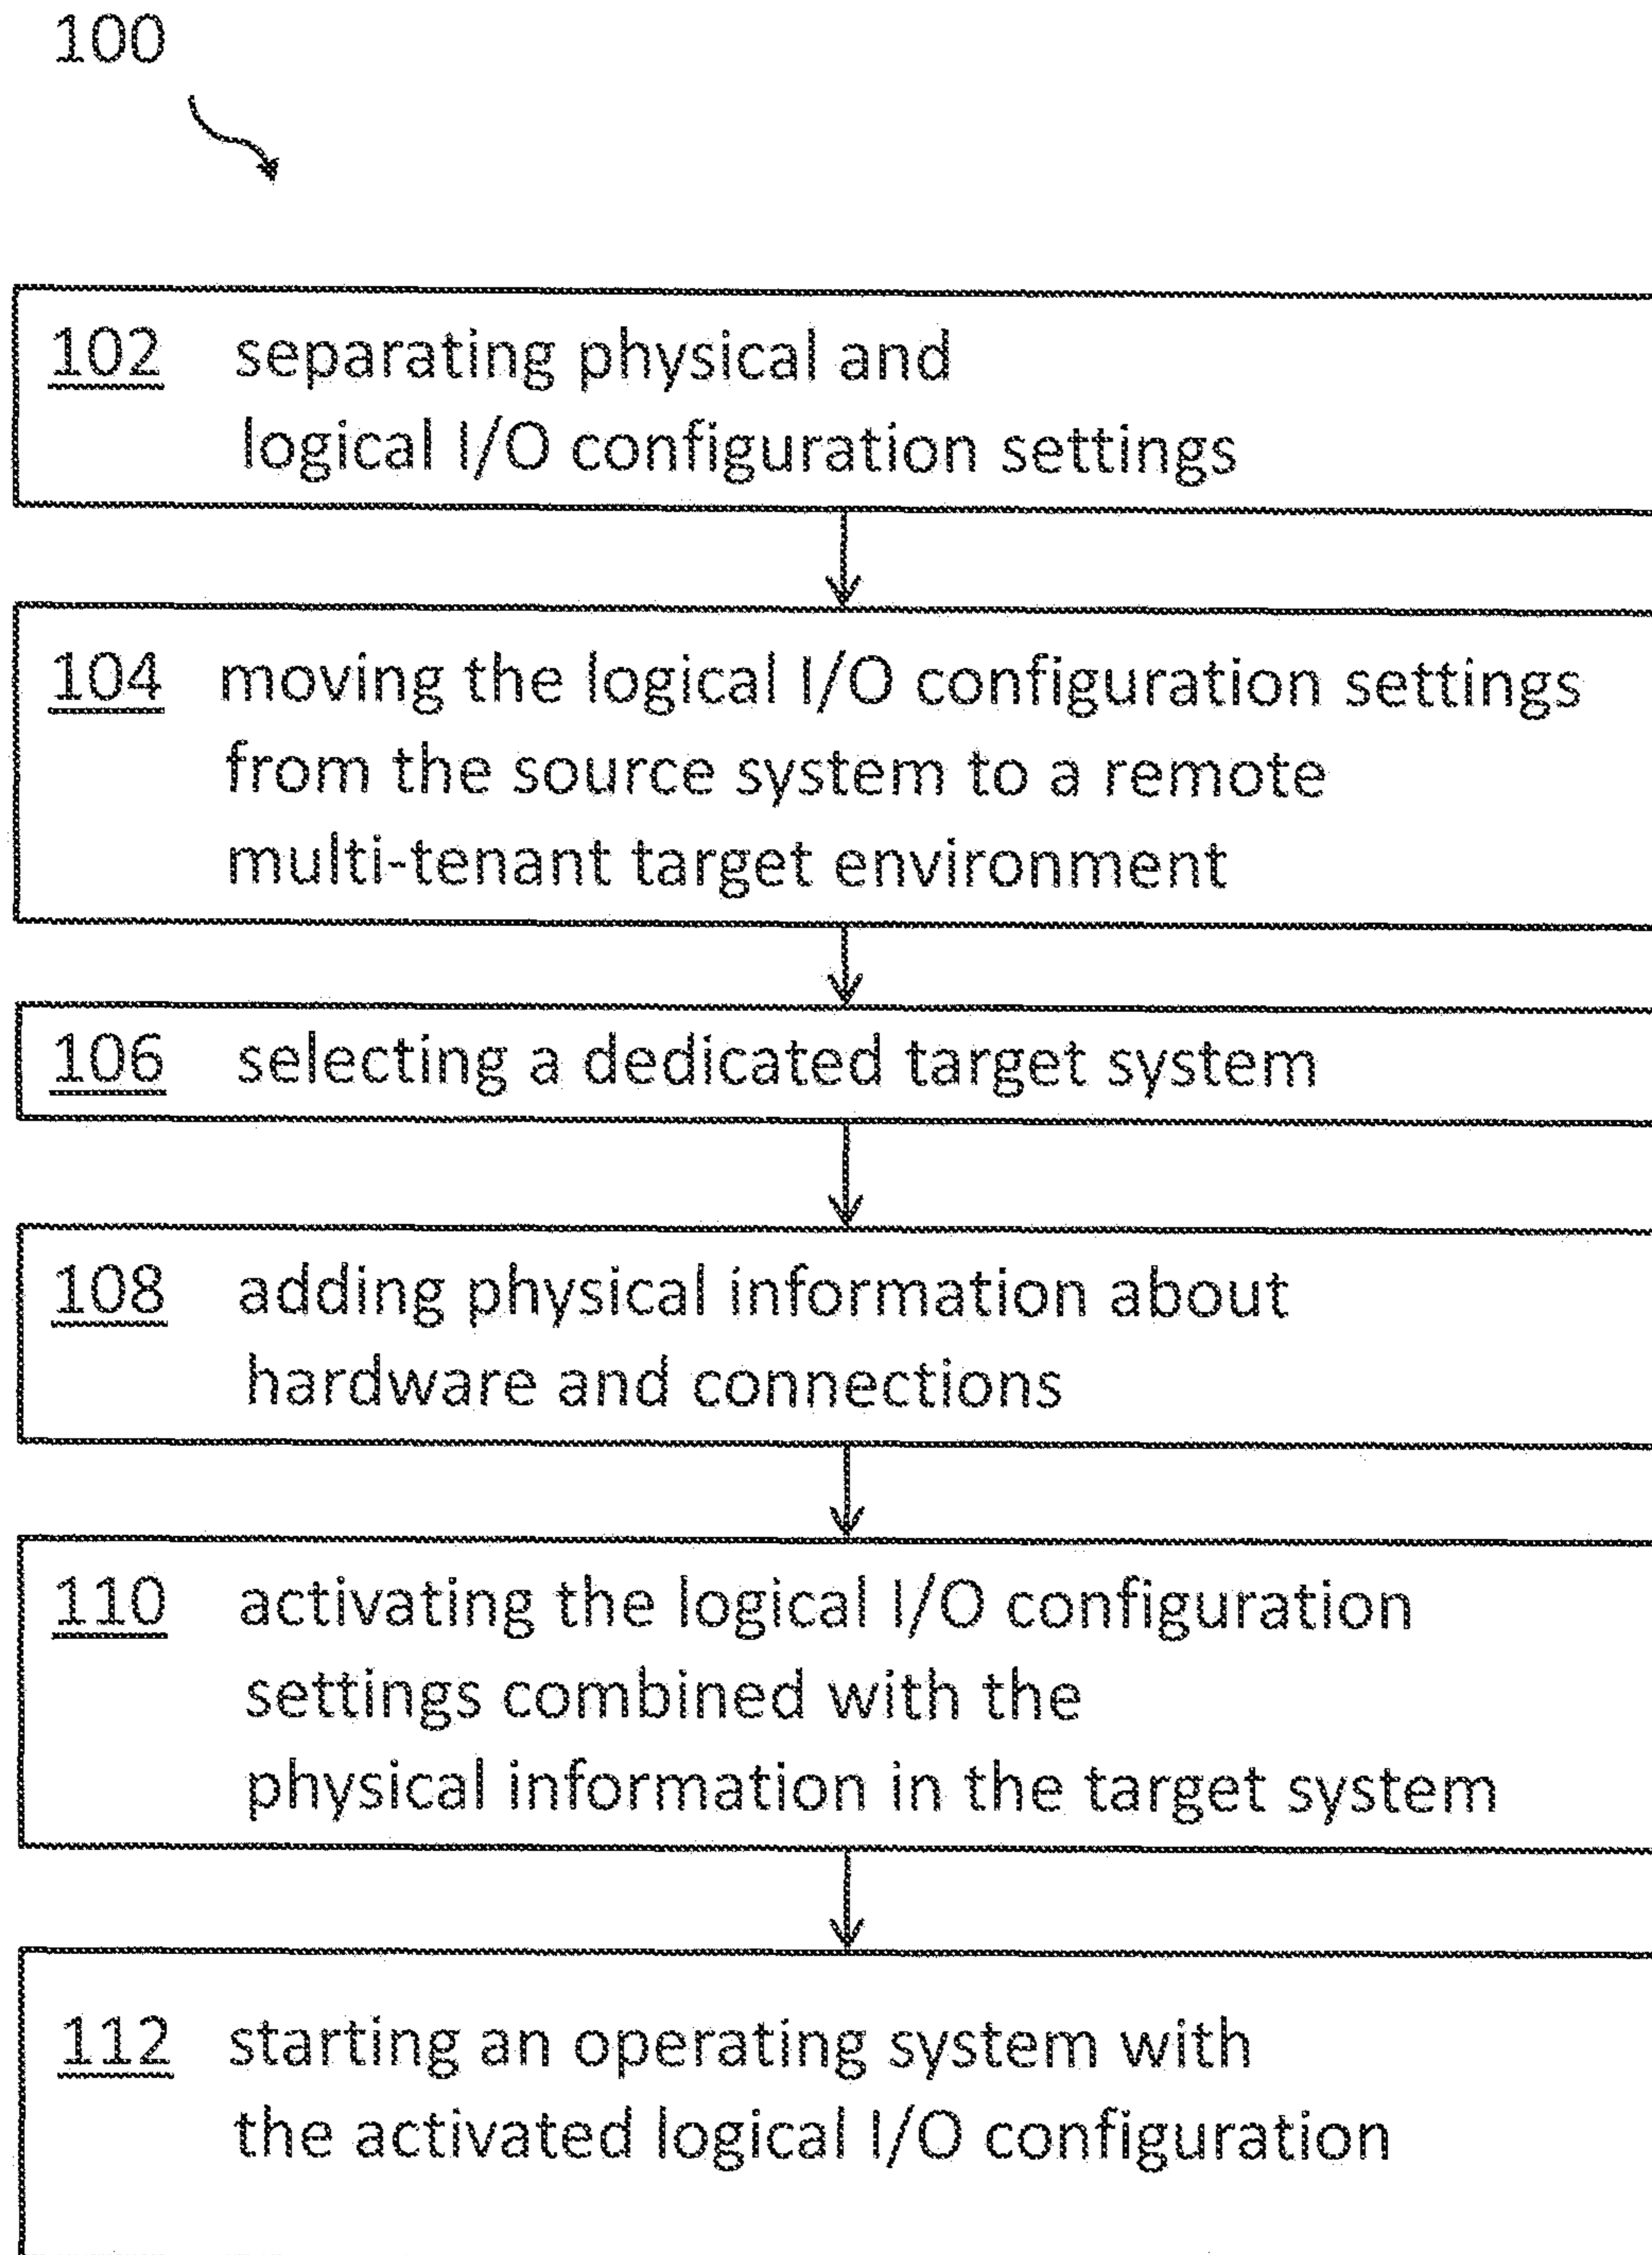 100
102 separating physical and
logical I/O configuration settings
104 moving the logical I/O configuration settings
from the source system to a remote
multi-tenant target environment
106 selecting a dedicated target system
108 adding physical information about
hardware and connections
110 activating the logical I/O configuration
settings combined with the
physical information in the target system
112 starting an operating system with
the activated logical I/O configuration